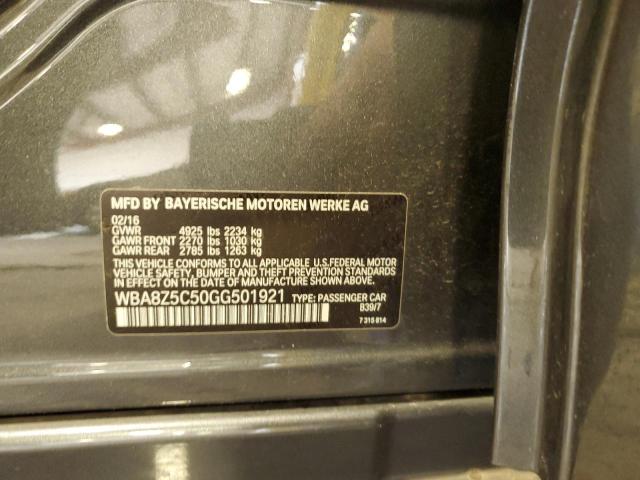 MFD BY BAYERISCHE MOTOREN WERKE AG
02/16
GVWR 4925 lbs 2234 kg
GAWR FRONT 2270 lbs 1030 kg
GAWR REAR 2785 lbs 1263 kg
THIS VEHICLE CONFORMS TO ALL APPLICABLE U.S.FEDERAL MOTOR
VEHICLE SAFETY, BUMPER AND THEFT PREVENTION STANDARDS
IN EFFECT ON THE DATE OF MANUFACTURE SHOWN ABOVE.
WBA8Z5C50GG501921 TYPE: PASSENGER CAR
B39/7
7 315 814